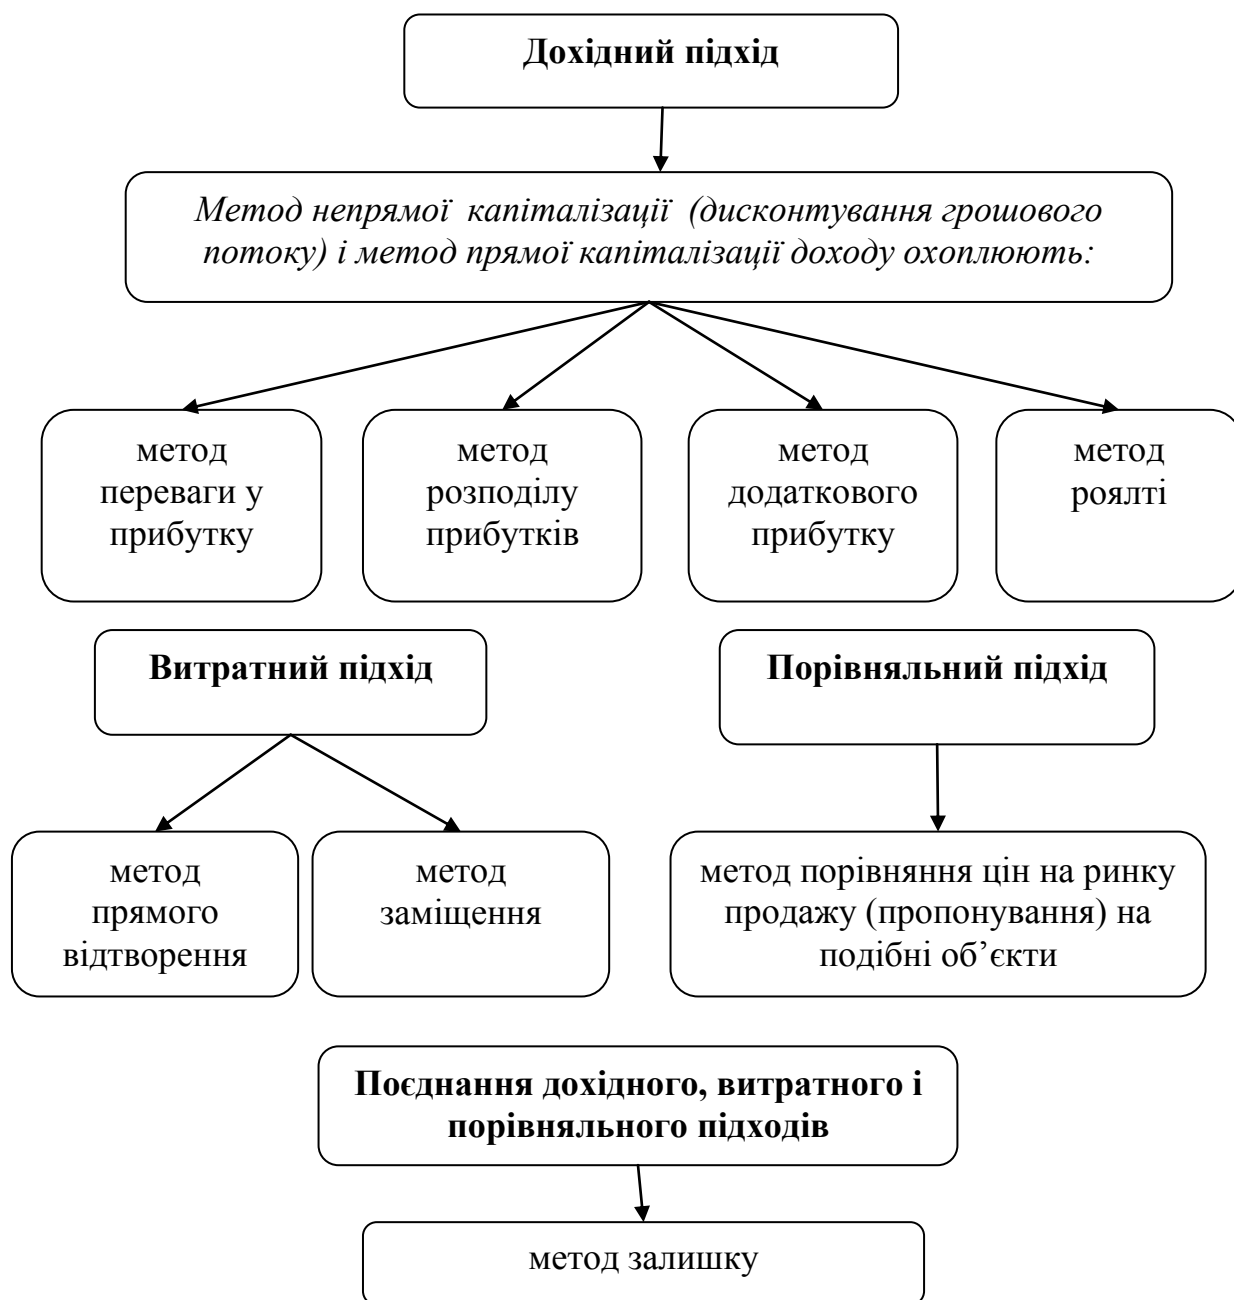 Дохідний підхід
Метод непрямої капіталізації (дисконтування грошового
потоку) і метод прямої капіталізації доходу охоплюють:
метод
переваги у
прибутку
метод
розподілу
прибутків
метод
додаткового
прибутку
метод
роялті
Витратний підхід
Порівняльний підхід
метод
прямого
відтворення
метод
заміщення
метод порівняння цін на ринку
продажу (пропонування) на
подібні об’єкти
Поєднання дохідного, витратного і
порівняльного підходів
метод залишку